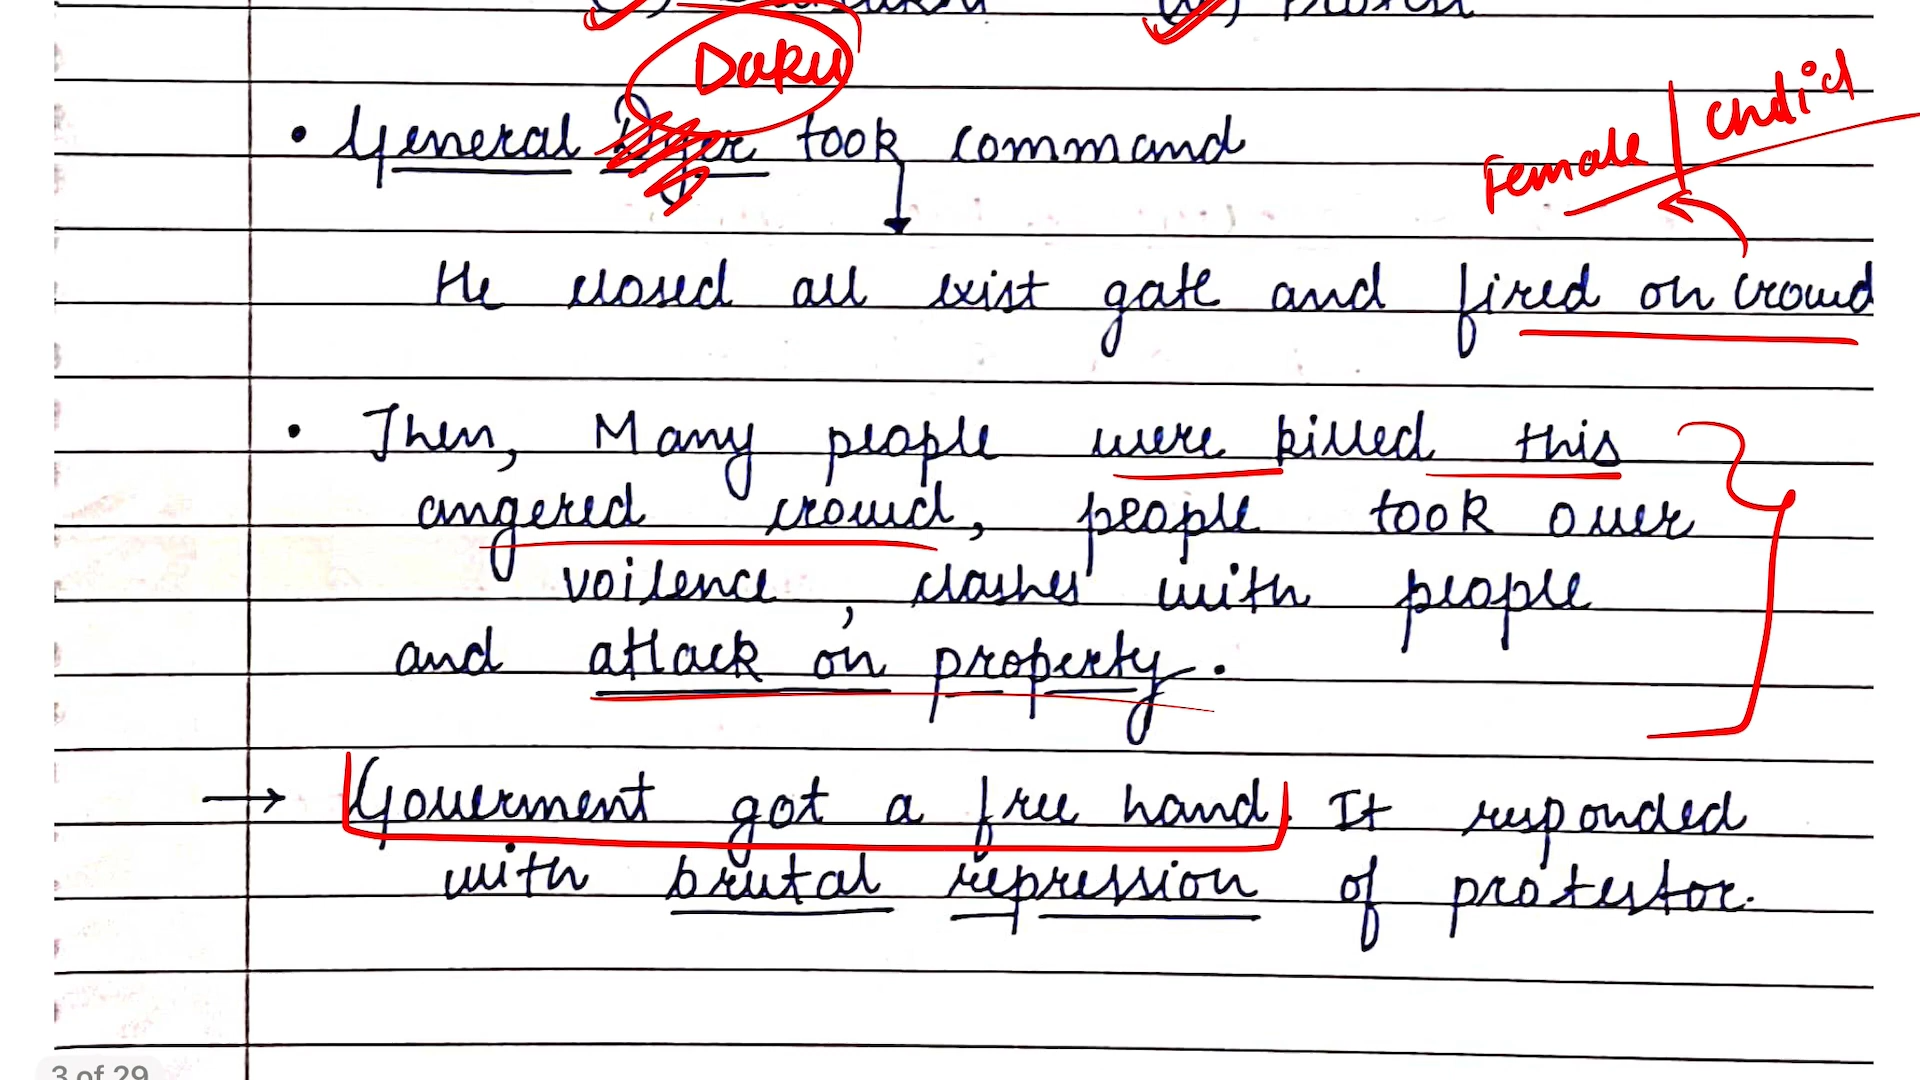 Daku
Female / chdid
• General Dyer took command
He closed all exist gate and fired on crowd
• Then, Many people were killed this
angered crowd, people took over
voilence, clashes with people
and attack on property.
→ Gouverment got a free hand. It responded
with brutal repression of protestor.
3 of 29